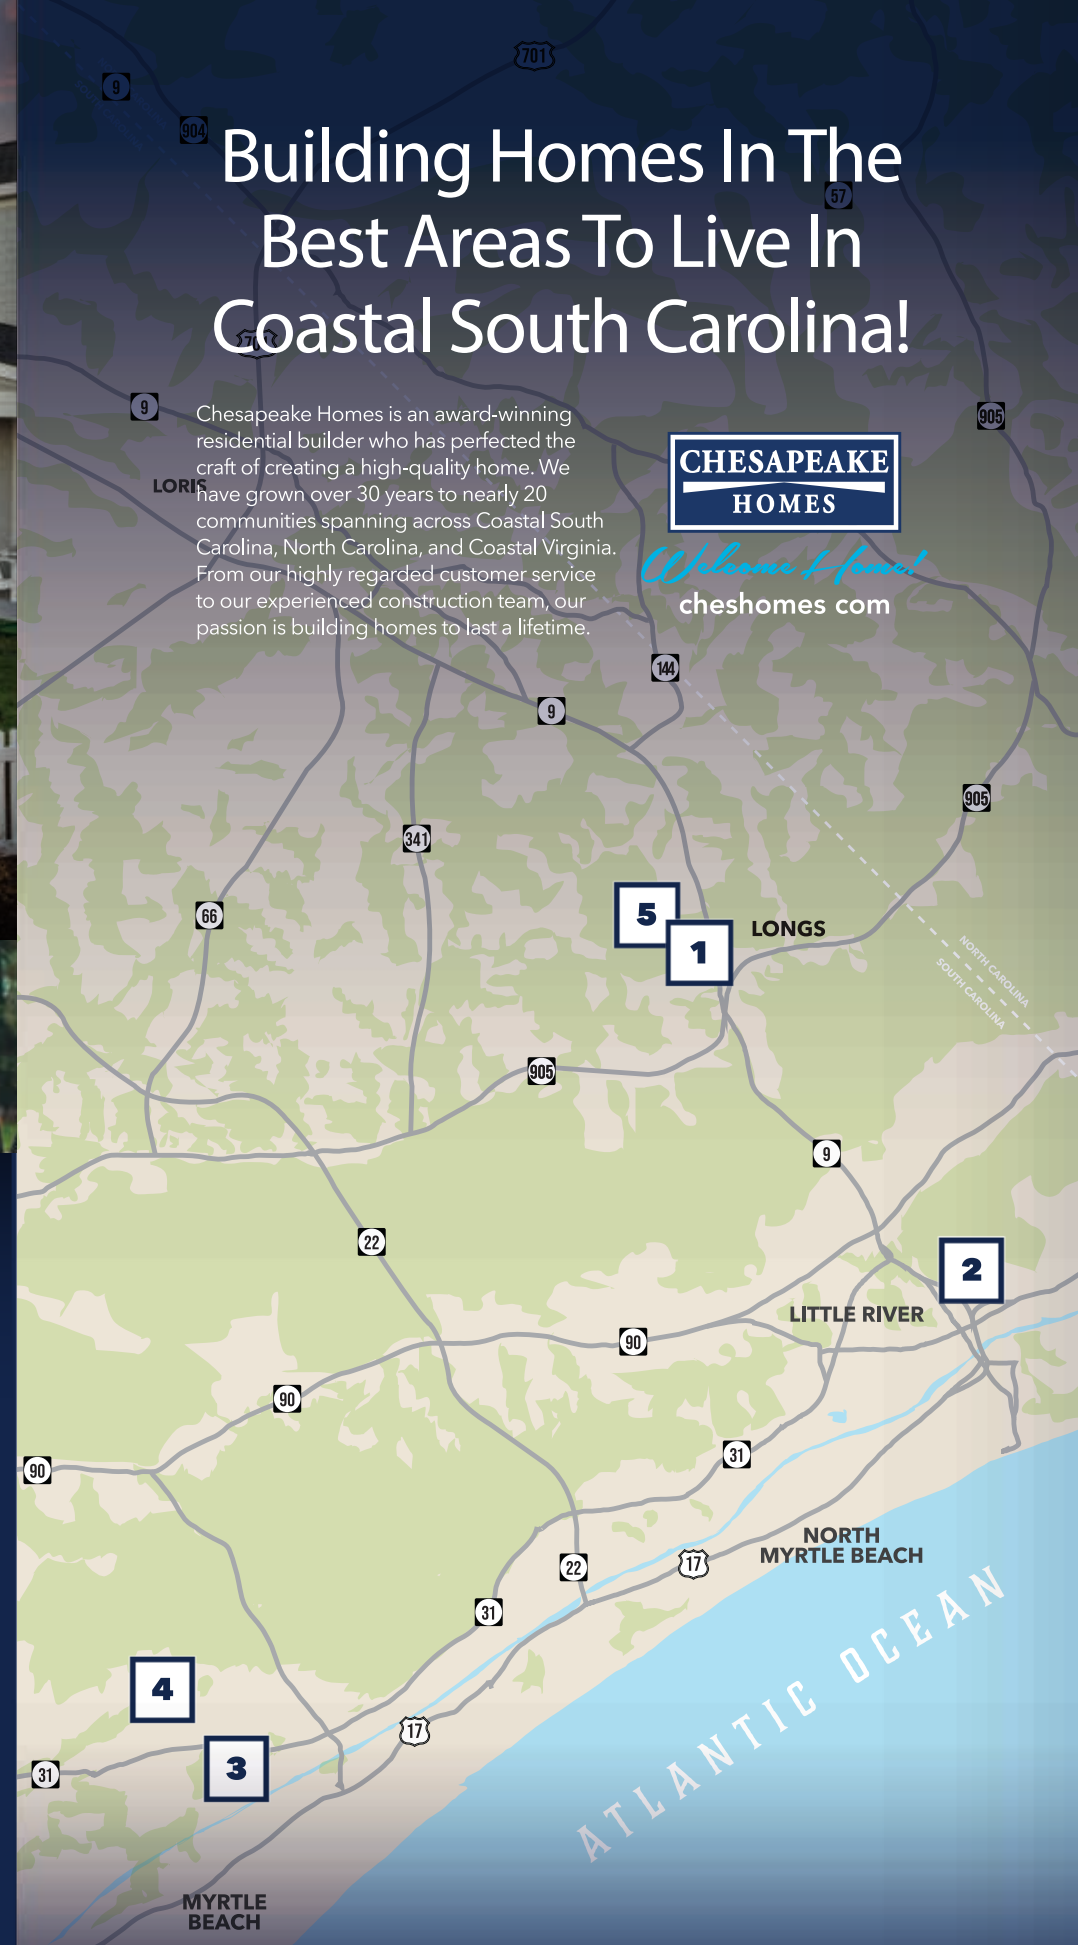 701
9
904
Building Homes In The
57
Best Areas To Live In
Coastal South Carolina!
701
9
905
Chesapeake Homes is an award-winning
residential builder who has perfected the
craft of creating a high-quality home. We
have grown over 30 years to nearly 20
communities spanning across Coastal South
Carolina, North Carolina, and Coastal Virginia.
From our highly regarded customer service
to our experienced construction team, our
passion is building homes to last a lifetime.
LORIS
CHESAPEAKE
HOMES
Welcome Home!
cheshomes com
144
9
905
341
66
5
1
LONGS
NORTH CAROLINA
SOUTH CAROLINA
905
9
22
2
LITTLE RIVER
90
90
90
31
NORTH
MYRTLE BEACH
22
17
31
ATLANTIC OCEAN
4
17
3
31
MYRTLE
BEACH